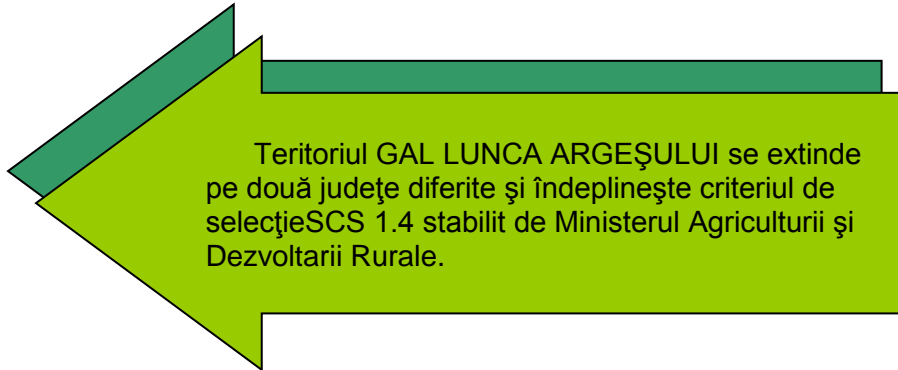 Teritoriul GAL LUNCA ARGEŞULUI se extinde
pe două judeţe diferite şi îndeplineşte criteriul de
selecţieSCS 1.4 stabilit de Ministerul Agriculturii şi
Dezvoltarii Rurale.